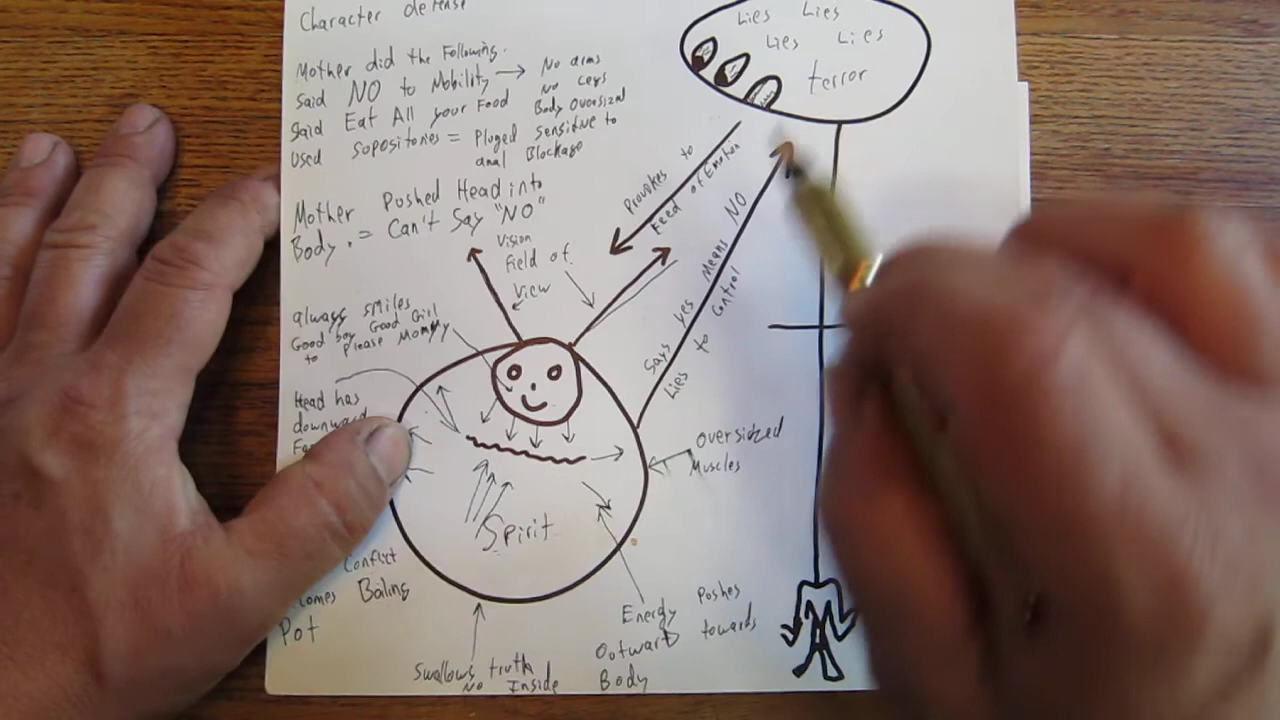 Character defense
Mother did the Following.
Said NO to Mobility → No arms
No Legs
Said Eat All your Food Body Oversized
Used Sopositories = Pluged sensitive to
anal Blockage
Mother Pushed Head into
Body. = Can't Say "NO"
Vision
Field of
View
always smiles
Good boy Good Girl
to Please Mommy
Head has
downward
Conflict
Boiling
Pot
Swallows truth
No Inside
Energy Pushes
Outward towards
Body
Oversized
Muscles
Spirit
Says yes Means NO
Lies to Control
Provokes to
Feed of Emotion
Lies Lies
Lies Lies
terror